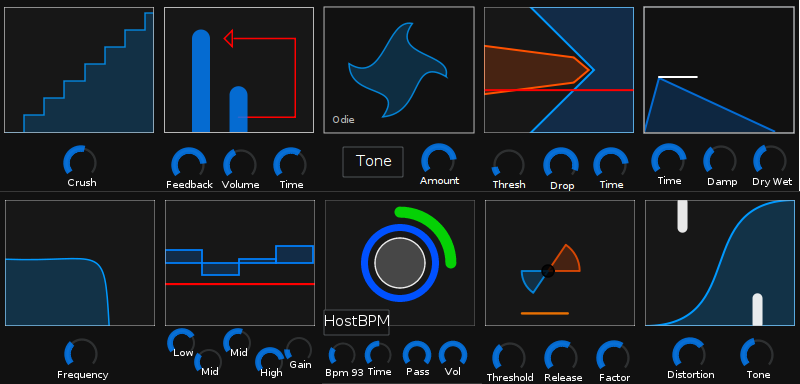 Odie
Tone
Crush
Feedback Volume Time
Amount
Thresh Drop Time
Time Damp Dry Wet
HostBPM
Frequency
Low Mid Mid High Gain
Bpm 93 Time Pass Vol
Threshold Release Factor
Distortion Tone